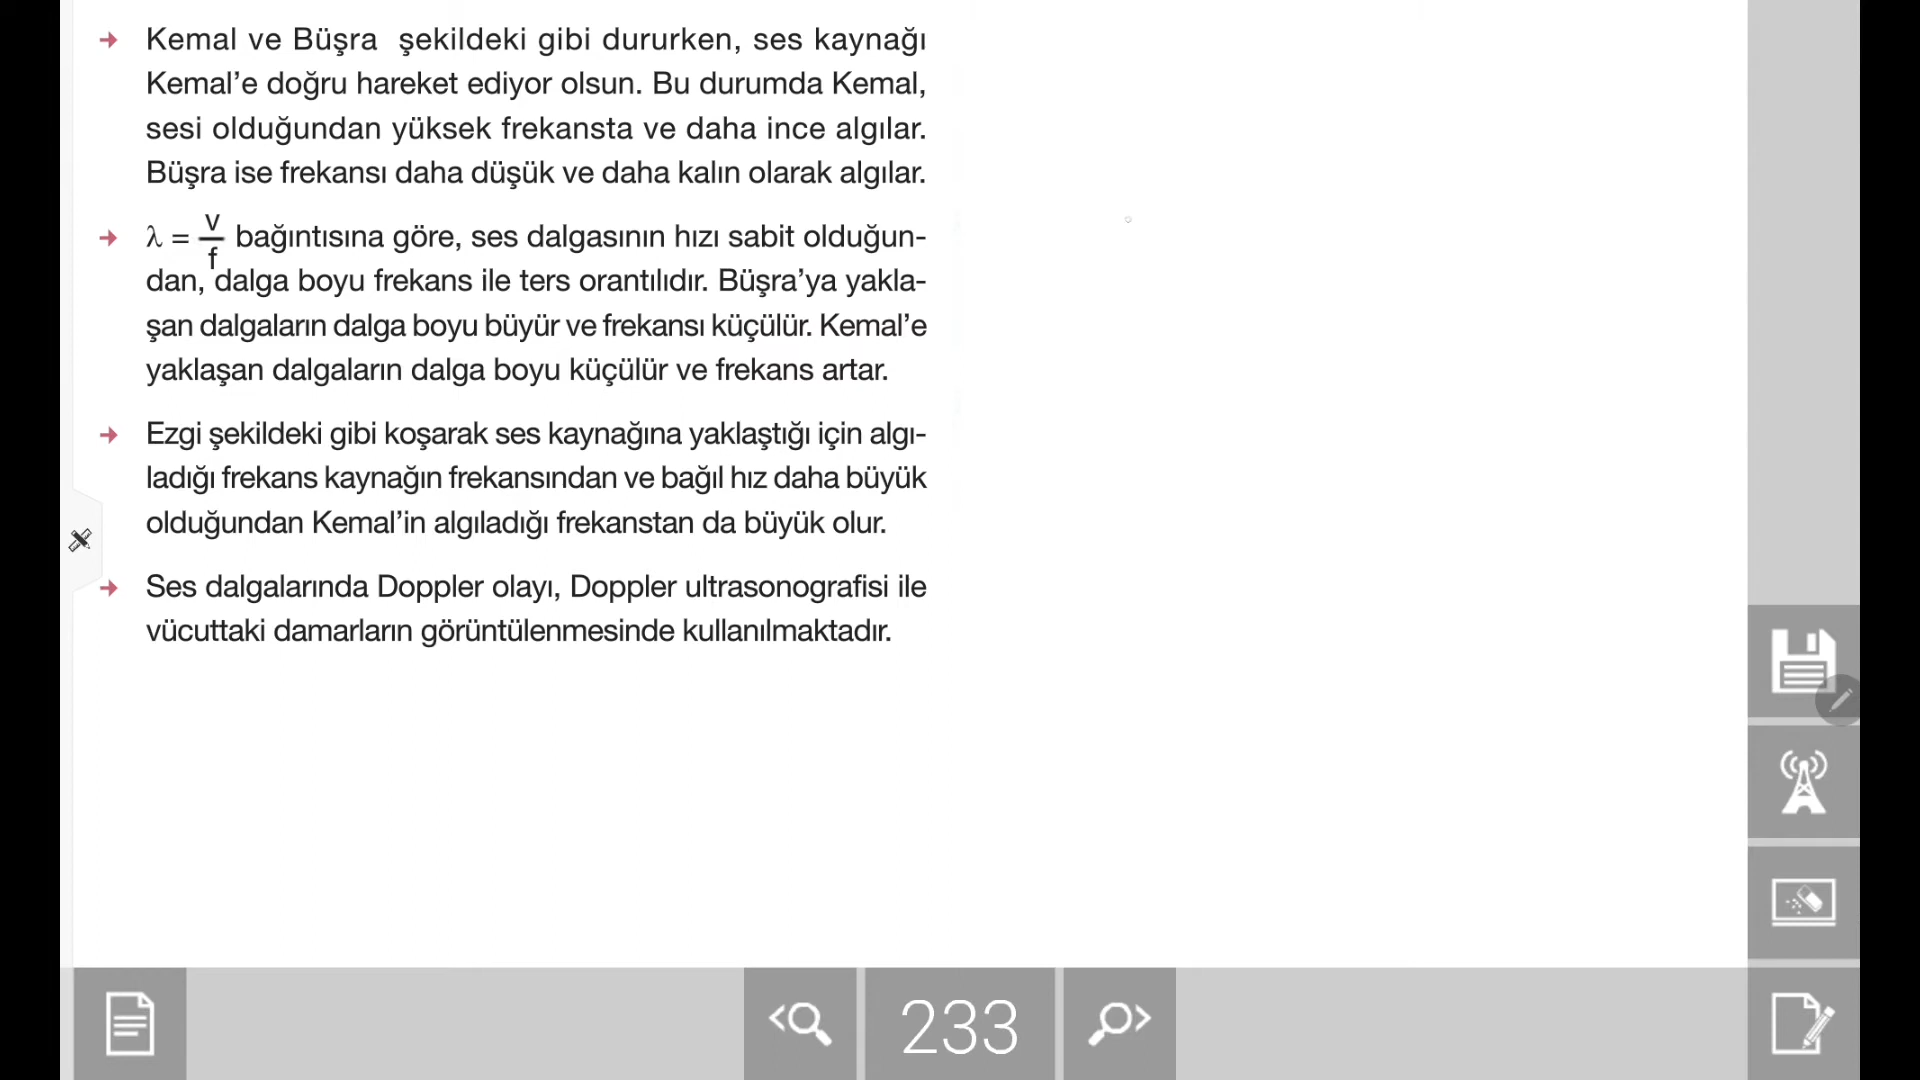 Kemal ve Büşra şekildeki gibi dururken, ses kaynağı
Kemal’e doğru hareket ediyor olsun. Bu durumda Kemal,
sesi olduğundan yüksek frekansta ve daha ince algılar.
Büşra ise frekansı daha düşük ve daha kalın olarak algılar.
λ = v/f bağıntısına göre, ses dalgasının hızı sabit olduğun-
dan, dalga boyu frekans ile ters orantılıdır. Büşra’ya yakla-
şan dalgaların dalga boyu büyür ve frekansı küçülür. Kemal’e
yaklaşan dalgaların dalga boyu küçülür ve frekans artar.
Ezgi şekildeki gibi koşarak ses kaynağına yaklaştığı için algı-
ladığı frekans kaynağın frekansından ve bağıl hız daha büyük
olduğundan Kemal’in algıladığı frekanstan da büyük olur.
Ses dalgalarında Doppler olayı, Doppler ultrasonografisi ile
vücuttaki damarların görüntülenmesinde kullanılmaktadır.
233